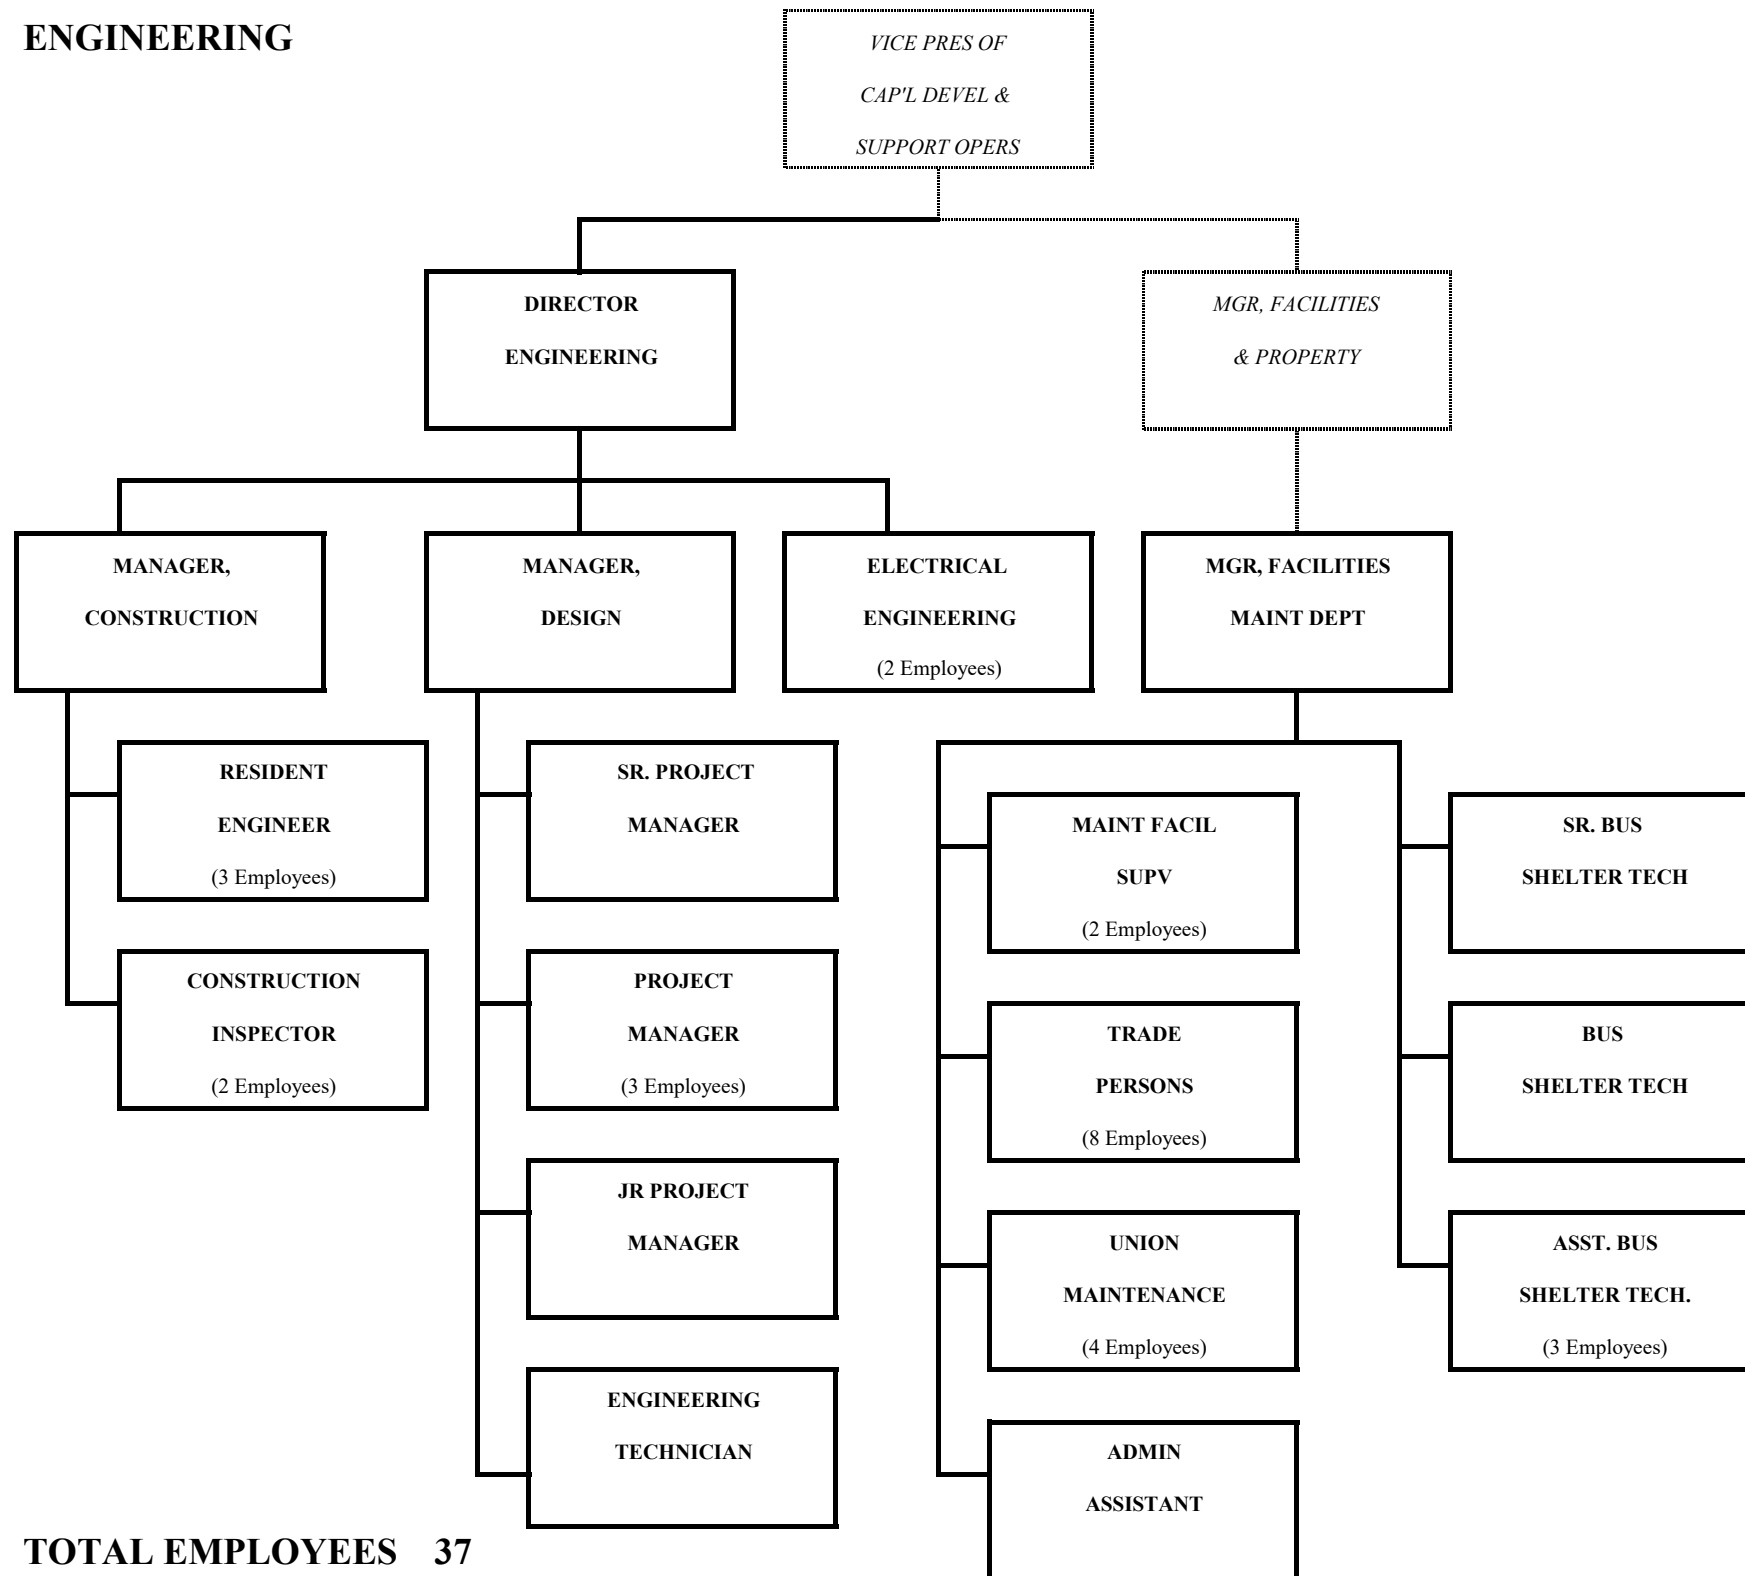 ENGINEERING
VICE PRES OF
CAP'L DEVEL &
SUPPORT OPERS
DIRECTOR
ENGINEERING
MGR, FACILITIES
& PROPERTY
MANAGER,
CONSTRUCTION
MANAGER,
DESIGN
ELECTRICAL
ENGINEERING
(2 Employees)
MGR, FACILITIES
MAINT DEPT
RESIDENT
ENGINEER
(3 Employees)
CONSTRUCTION
INSPECTOR
(2 Employees)
SR. PROJECT
MANAGER
PROJECT
MANAGER
(3 Employees)
JR PROJECT
MANAGER
ENGINEERING
TECHNICIAN
MAINT FACIL
SUPV
(2 Employees)
TRADE
PERSONS
(8 Employees)
UNION
MAINTENANCE
(4 Employees)
ADMIN
ASSISTANT
SR. BUS
SHELTER TECH
BUS
SHELTER TECH
ASST. BUS
SHELTER TECH.
(3 Employees)
TOTAL EMPLOYEES 37